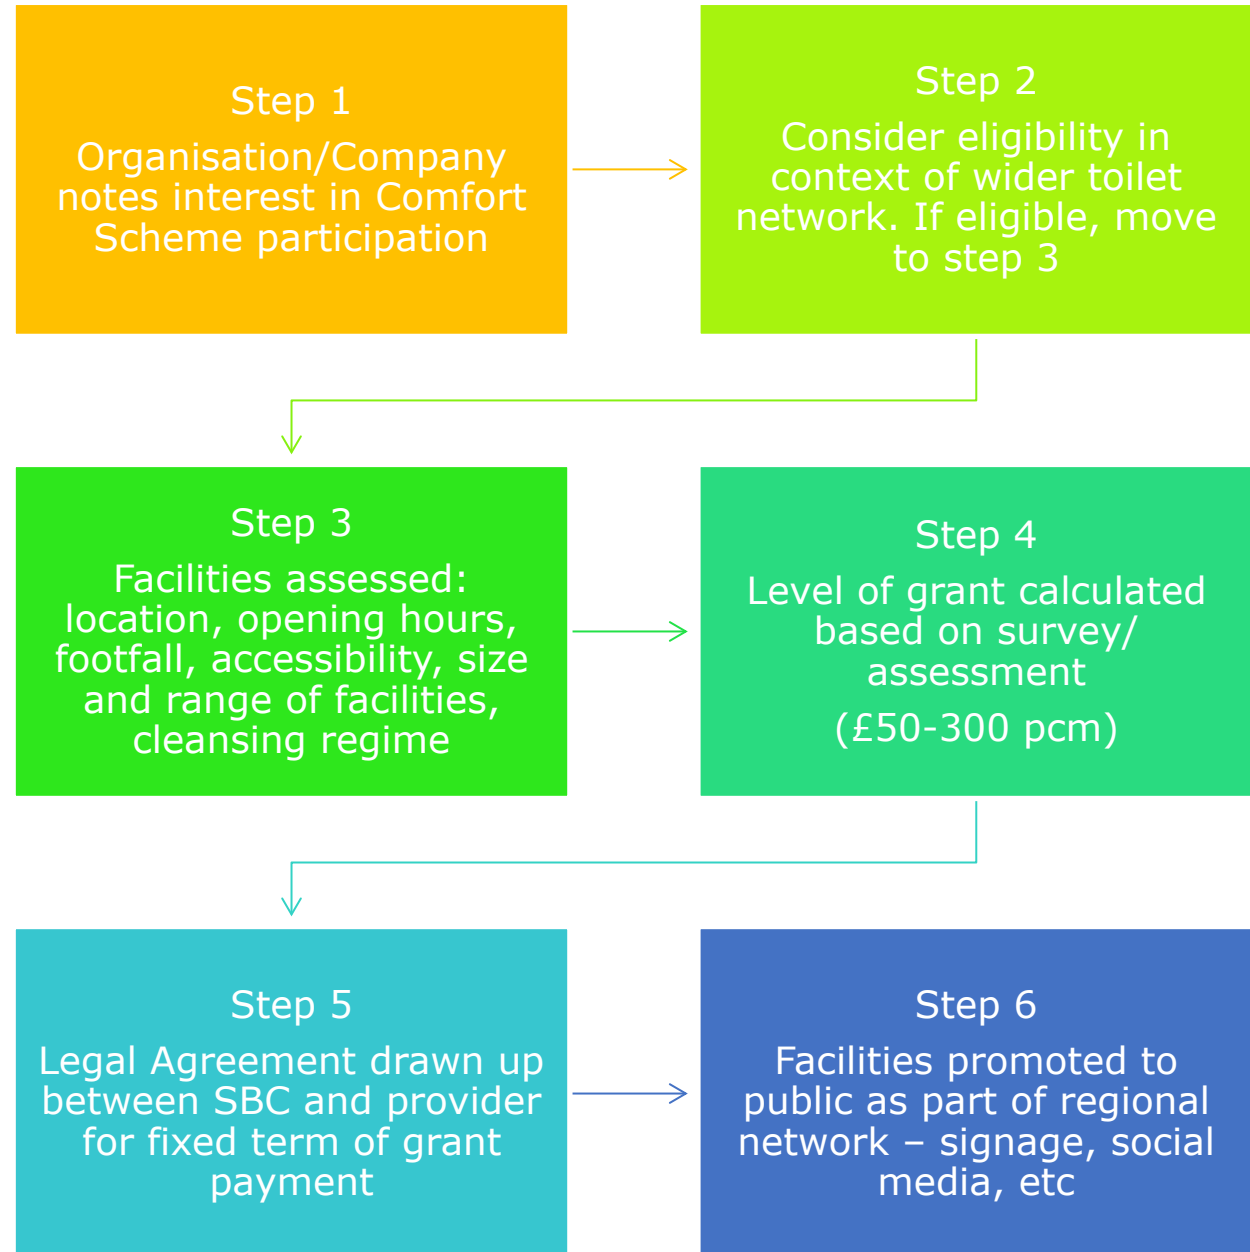 Step 1
Organisation/Company
notes interest in Comfort
Scheme participation
Step 2
Consider eligibility in
context of wider toilet
network. If eligible, move
to step 3
Step 3
Facilities assessed:
location, opening hours,
footfall, accessibility, size
and range of facilities,
cleansing regime
Step 4
Level of grant calculated
based on survey/
assessment
(£50-300 pcm)
Step 5
Legal Agreement drawn up
between SBC and provider
for fixed term of grant
payment
Step 6
Facilities promoted to
public as part of regional
network – signage, social
media, etc